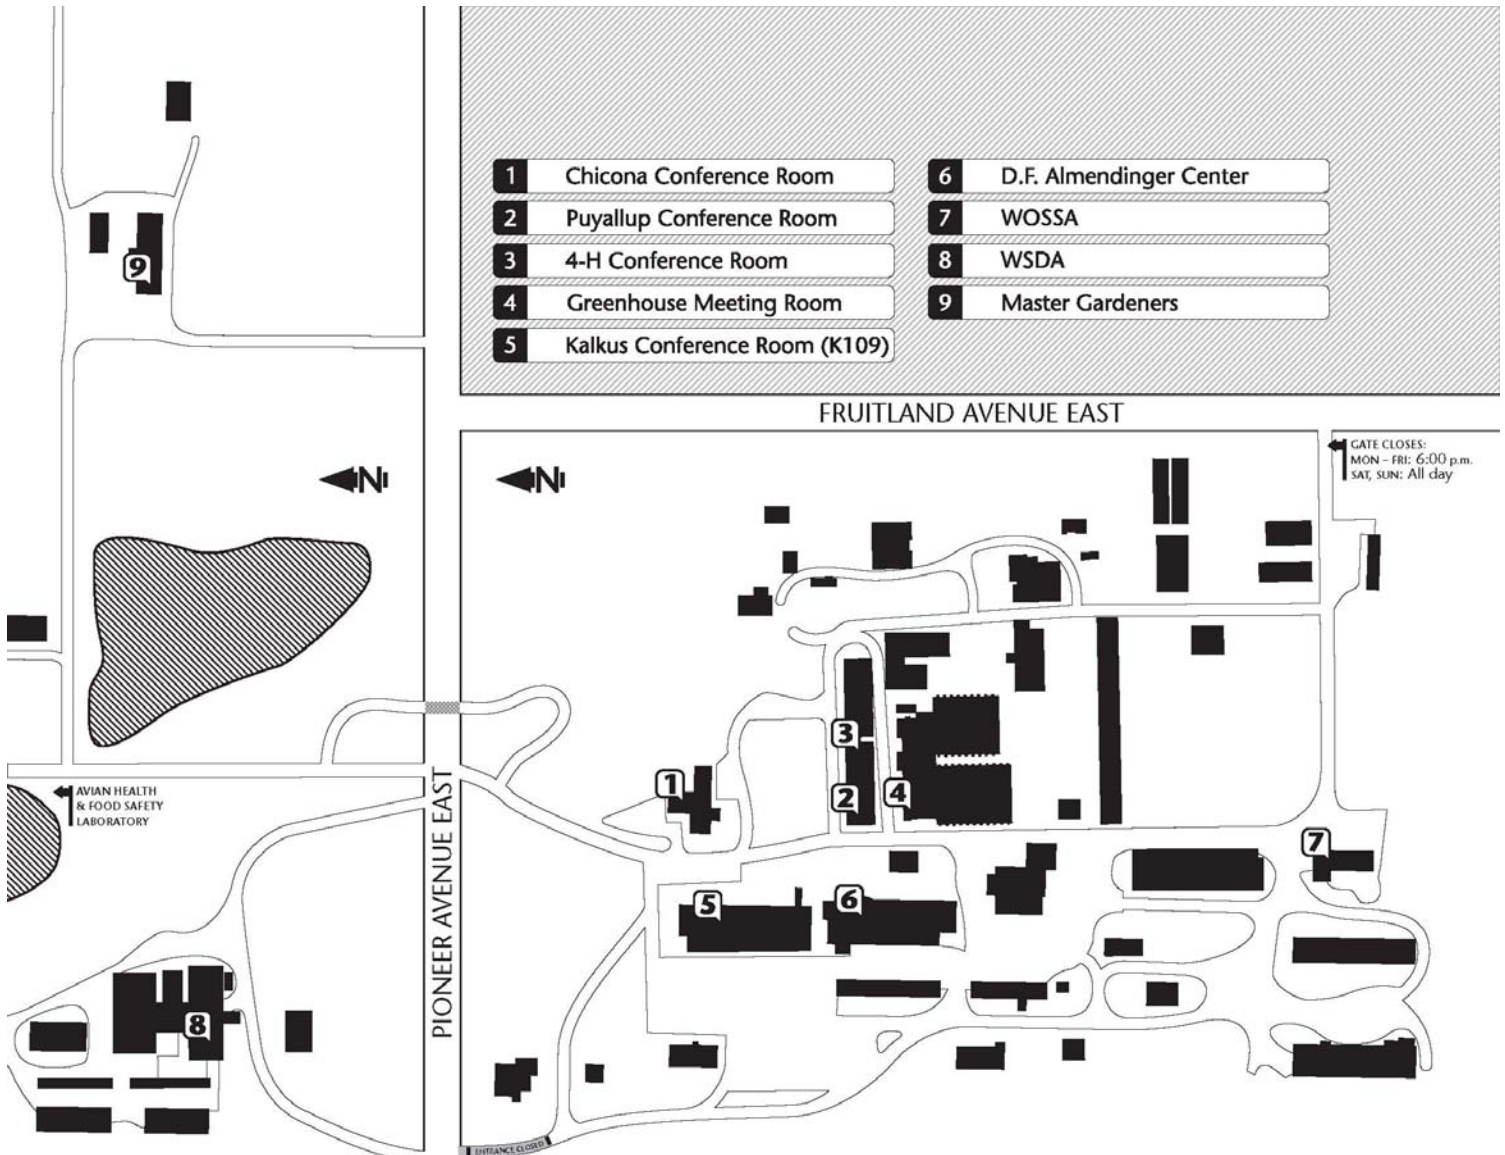 1 Chicona Conference Room
2 Puyallup Conference Room
3 4-H Conference Room
4 Greenhouse Meeting Room
5 Kalkus Conference Room (K109)
6 D.F. Almendinger Center
7 WOSSA
8 WSDA
9 Master Gardeners
9
FRUITLAND AVENUE EAST
GATE CLOSES:
MON - FRI: 6:00 p.m.
SAT, SUN: All day
N
N
3
1
2
4
AVIAN HEALTH
& FOOD SAFETY
LABORATORY
PIONEER AVENUE EAST
7
5
6
8
ENTRANCE CLOSED